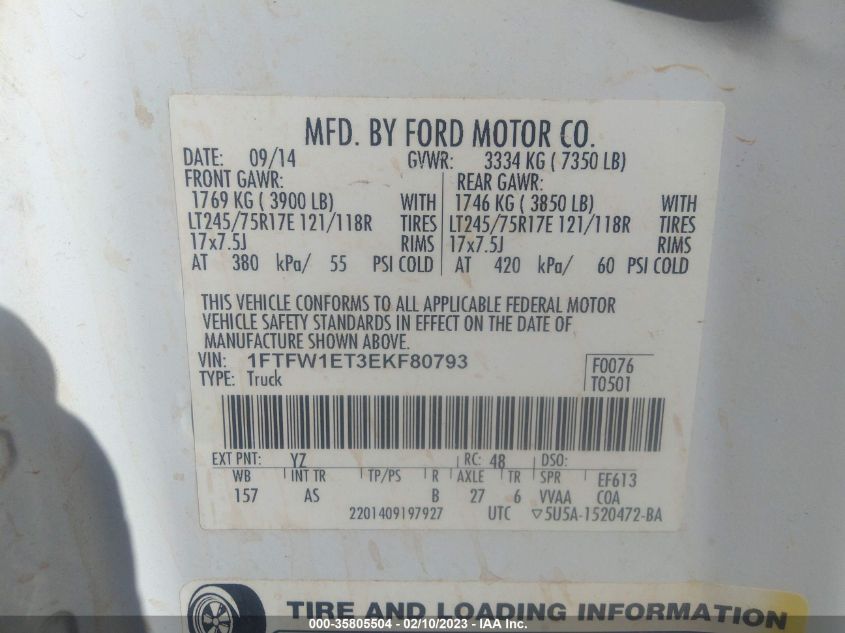 MFD. BY FORD MOTOR CO.
DATE: 09/14 GVWR: 3334 KG ( 7350 LB)
FRONT GAWR: REAR GAWR:
1769 KG ( 3900 LB) WITH 1746 KG ( 3850 LB) WITH
LT245/75R17E 121/118R TIRES LT245/75R17E 121/118R TIRES
17x7.5J RIMS 17x7.5J RIMS
AT 380 kPa/ 55 PSI COLD AT 420 kPa/ 60 PSI COLD
THIS VEHICLE CONFORMS TO ALL APPLICABLE FEDERAL MOTOR
VEHICLE SAFETY STANDARDS IN EFFECT ON THE DATE OF
MANUFACTURE SHOWN ABOVE.
VIN: 1FTFW1ET3EKF80793 F0076
TYPE: Truck T0501
EXT PNT: YZ RC: 48 DSO:
WB INT TR TP/PS R AXLE TR SPR EF613
157 AS B 27 6 VVAA COA
2201409197927 UTC ▽5U5A-1520472-BA
TIRE AND LOADING INFORMATION
000-35805504 - 02/10/2023 - IAA Inc.